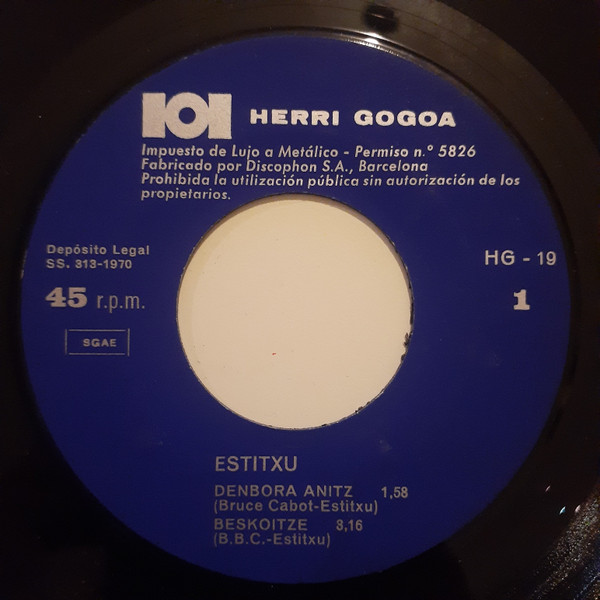 HERRI GOGOA
Impuesto de Lujo a Metálico - Permiso n.° 5826
Fabricado por Discophon S.A., Barcelona
Prohibida la utilización pública sin autorización de los
propietarios.
Depósito Legal
SS. 313-1970
HG - 19
45 r.p.m.
1
SGAE
ESTITXU
DENBORA ANITZ 1,58
(Bruce Cabot-Estitxu)
BESKOITZE 3,16
(B.B.C.-Estitxu)